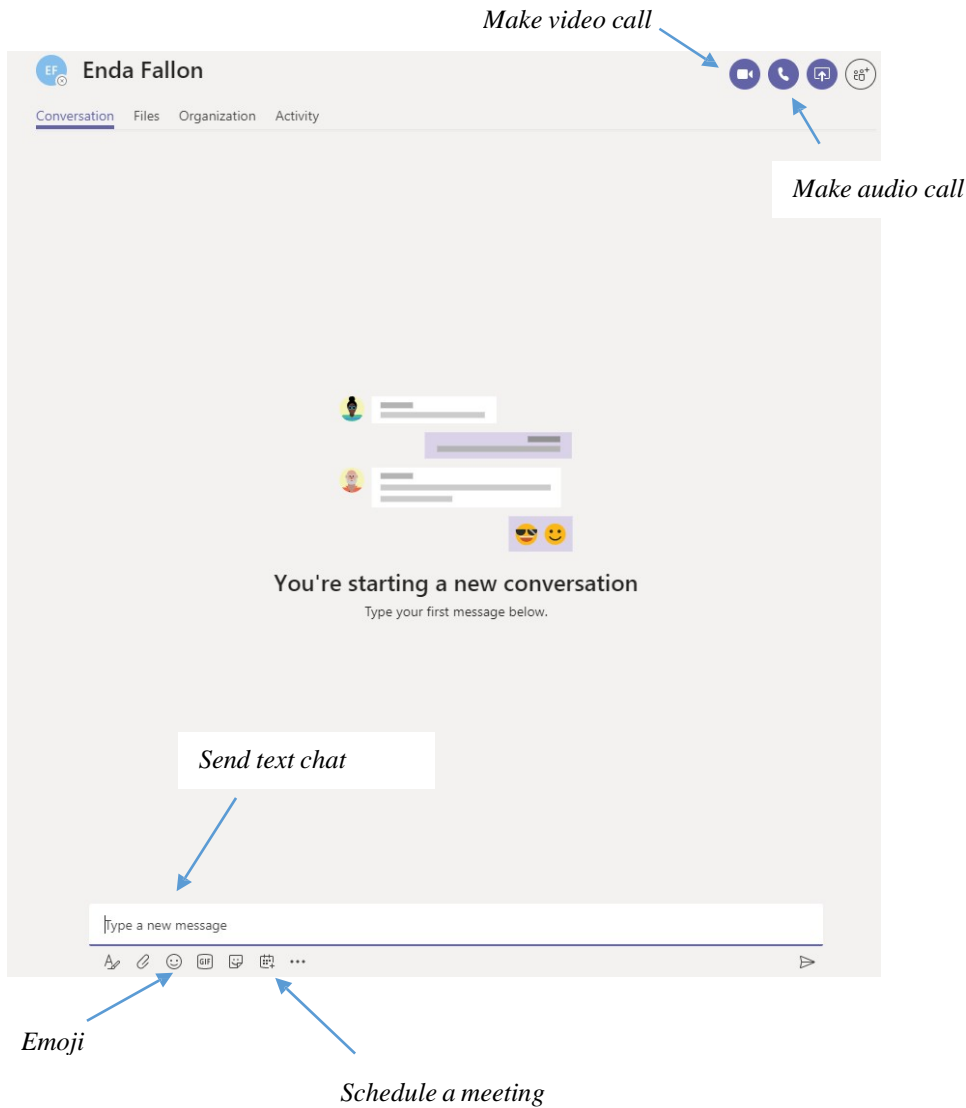 Make video call
EF
Enda Fallon
Conversation Files Organization Activity
Make audio call
You're starting a new conversation
Type your first message below.
Send text chat
Type a new message
GIF
Emoji
Schedule a meeting